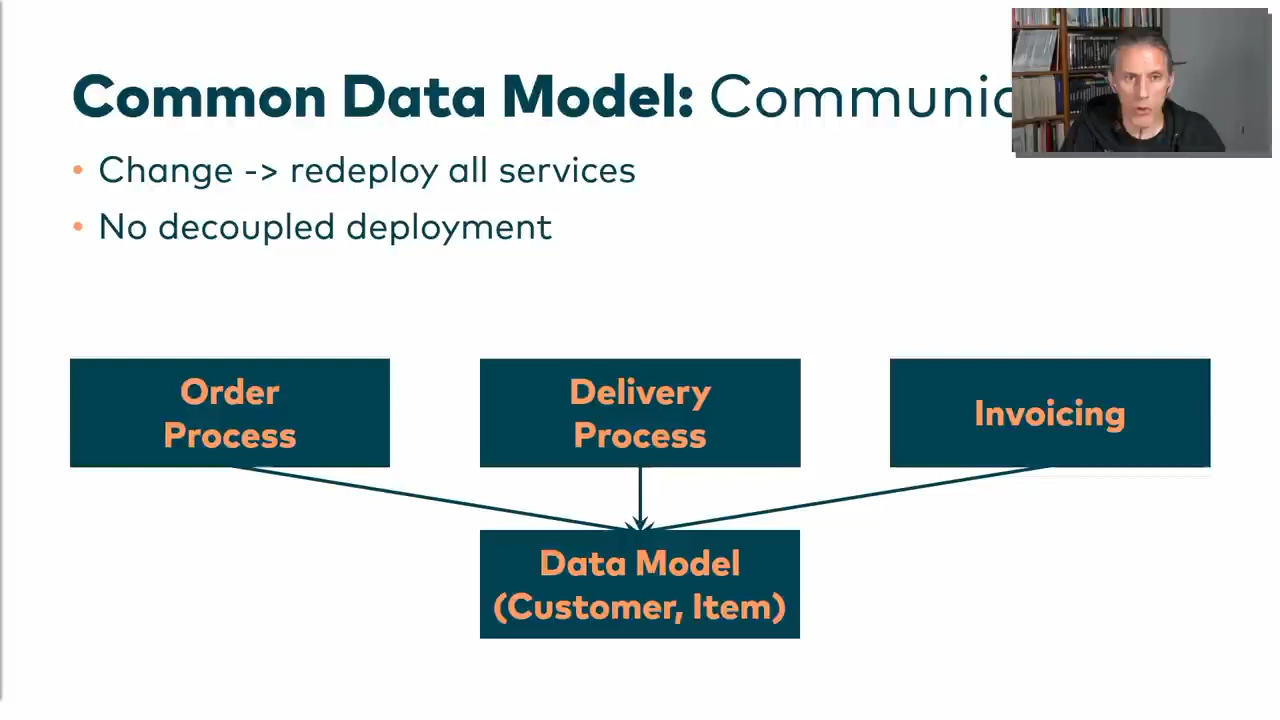 Common Data Model: Communic
• Change -> redeploy all services
• No decoupled deployment
Order
Process
Delivery
Process
Invoicing
Data Model
(Customer, Item)